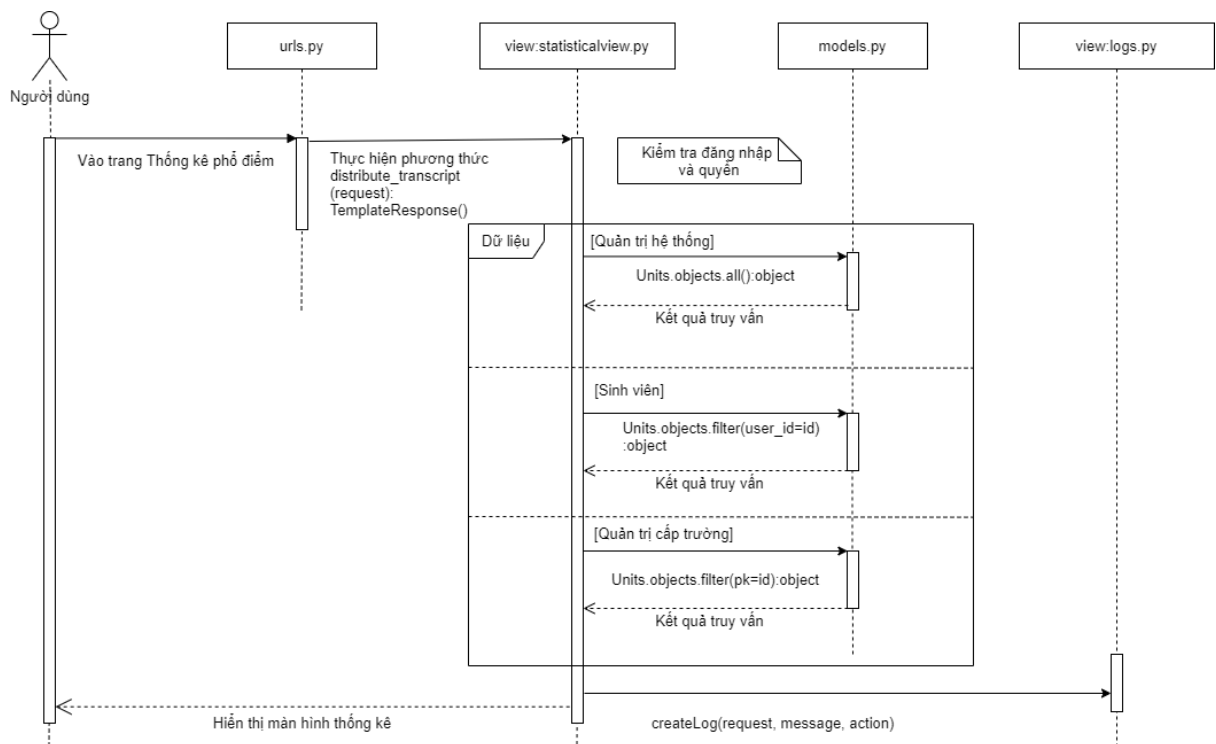 urls.py
view:statisticalview.py
models.py
view:logs.py
Người dùng
Vào trang Thống kê phổ điểm
Thực hiện phương thức
distribute_transcript
(request):
TemplateResponse()
Kiểm tra đăng nhập
và quyền
Dữ liệu
[Quản trị hệ thống]
Units.objects.all():object
Kết quả truy vấn
[Sinh viên]
Units.objects.filter(user_id=id)
:object
Kết quả truy vấn
[Quản trị cấp trường]
Units.objects.filter(pk=id):object
Kết quả truy vấn
Hiển thị màn hình thống kê
createLog(request, message, action)